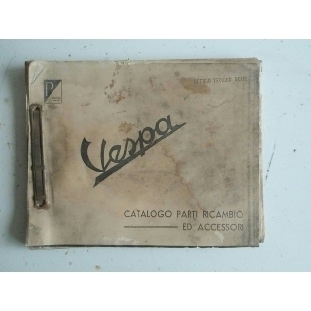 P
Vespa
CATALOGO PARTI RICAMBIO
ED ACCESSORI